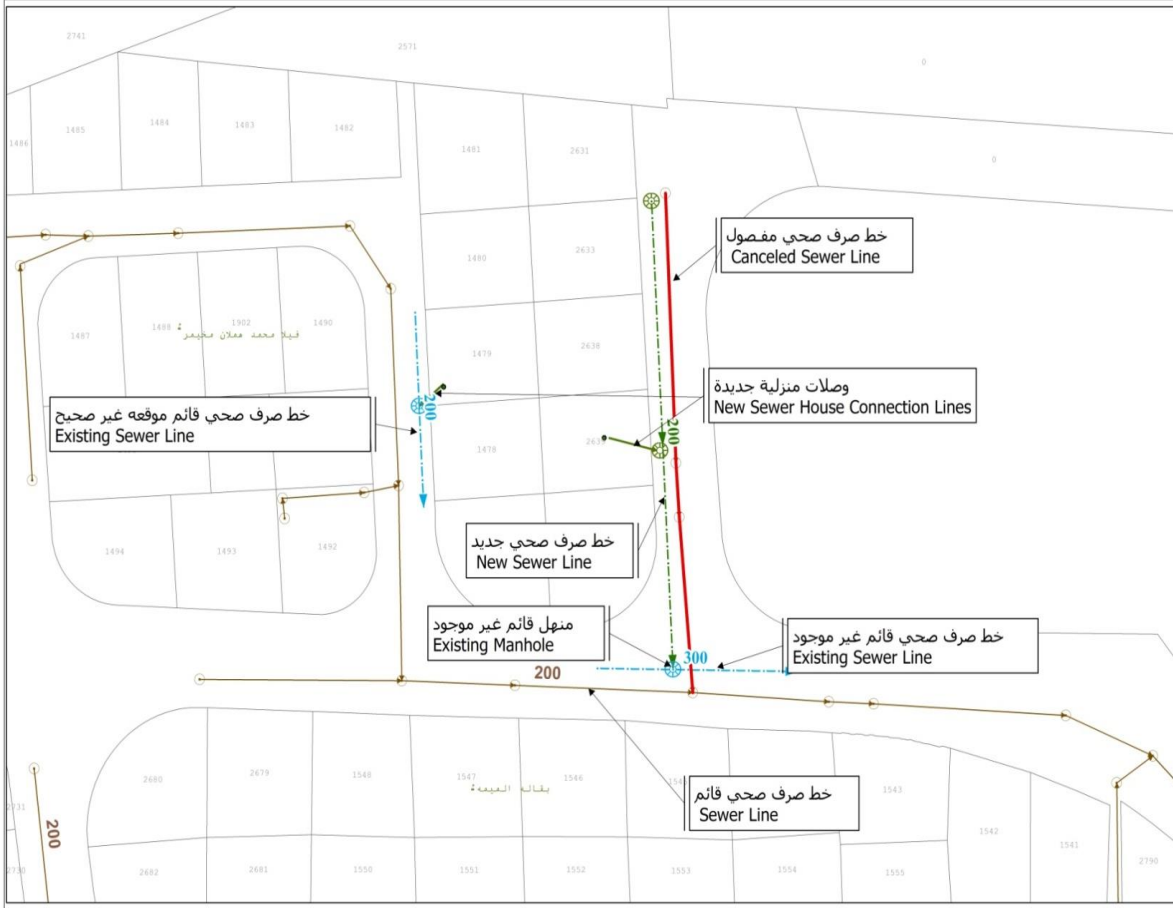 2741
2571
0
1486
1485
1484
1483
1482
1481
2631
0
خط صرف صحي مفصول
Canceled Sewer Line
1480
2633
1487
1488
1902
1490
فيلا محمد معلان مخيمر
1479
2636
وصلات منزلية جديدة
New Sewer House Connection Lines
200
خط صرف صحي قائم موقعه غير صحيح
Existing Sewer Line
200
1478
خط صرف صحي جديد
New Sewer Line
1494
1493
1492
منهل قائم غير موجود
Existing Manhole
خط صرف صحي قائم غير موجود
Existing Sewer Line
300
200
2680
2679
1548
1547
1546
بقاله
خط صرف صحي قائم
Sewer Line
1543
1542
1541
2731
200
2730
2682
2681
1550
1551
1552
1553
1554
1555
2790